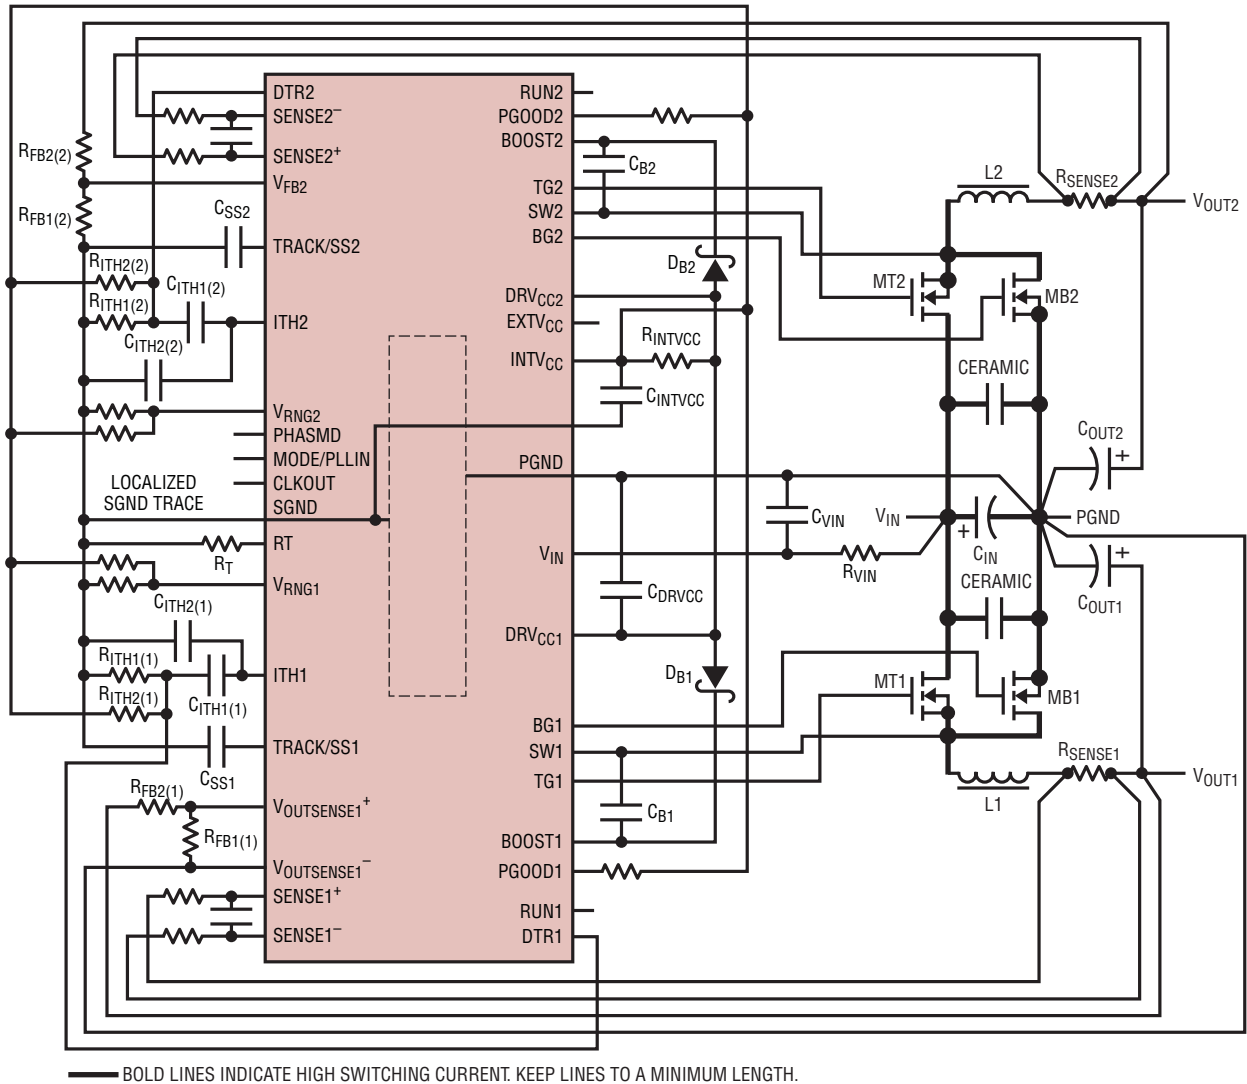 DTR2
SENSE2−
SENSE2+
VFB2
TRACK/SS2
ITH2
VRNG2
PHASMD
MODE/PLLIN
CLKOUT
SGND
RT
VRNG1
ITH1
TRACK/SS1
VOUTSENSE1+
VOUTSENSE1−
SENSE1+
SENSE1−
RUN2
PGOOD2
BOOST2
TG2
SW2
BG2
DRVCC2
EXTVCC
INTVCC
PGND
VIN
DRVCC1
BG1
SW1
TG1
BOOST1
PGOOD1
RUN1
DTR1
RFB2(2)
RFB1(2)
CSS2
RITH2(2)
CITH1(2)
RITH1(2)
CITH2(2)
LOCALIZED
SGND TRACE
RT
CITH2(1)
RITH1(1)
RITH2(1)
CITH1(1)
CSS1
RFB2(1)
RFB1(1)
CB2
DB2
RINTVCC
CINTVCC
CVIN
RVIN
CDRVCC
DB1
CB1
L2
RSENSE2
VOUT2
MT2
MB2
CERAMIC
COUT2
+
VIN
+
CIN
PGND
CERAMIC
+
COUT1
MT1
MB1
RSENSE1
L1
VOUT1
BOLD LINES INDICATE HIGH SWITCHING CURRENT. KEEP LINES TO A MINIMUM LENGTH.